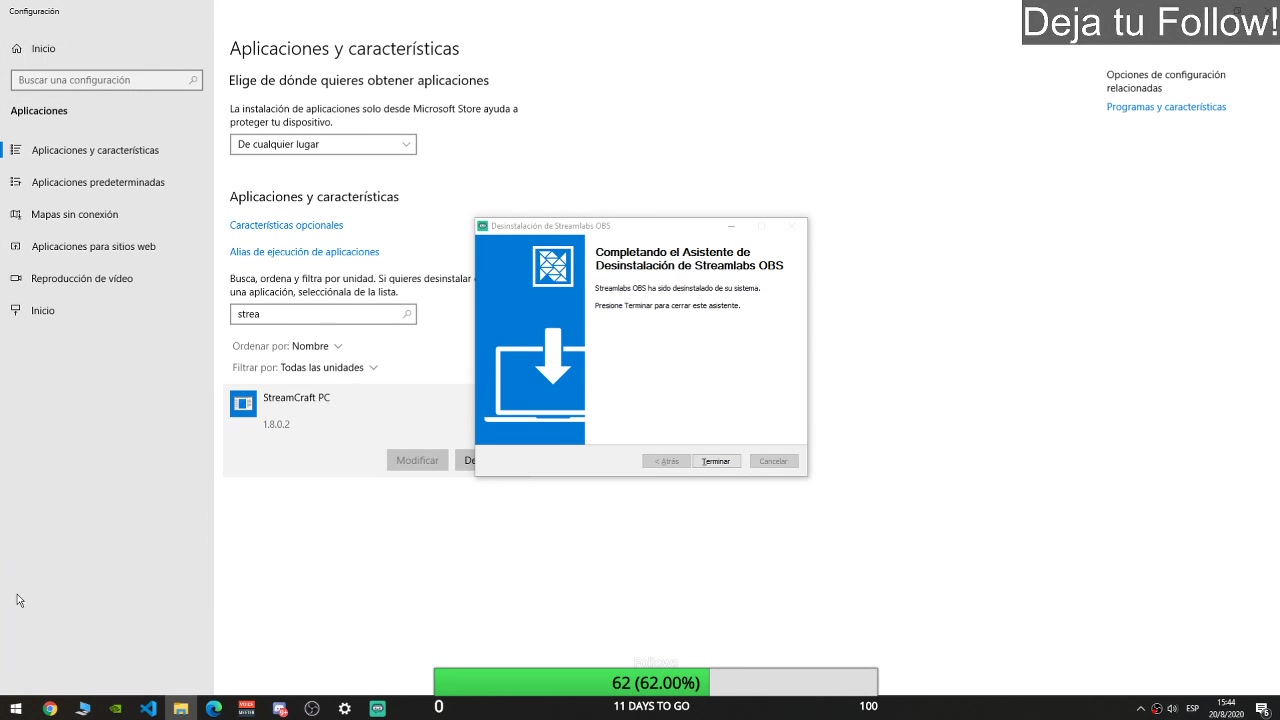 Configuración
Deja tu Follow!
Inicio
Buscar una configuración
Aplicaciones
Aplicaciones y características
Aplicaciones predeterminadas
Mapas sin conexión
Aplicaciones para sitios web
Reproducción de vídeo
Inicio
Aplicaciones y características
Elige de dónde quieres obtener aplicaciones
La instalación de aplicaciones solo desde Microsoft Store ayuda a
proteger tu dispositivo.
De cualquier lugar
Aplicaciones y características
Características opcionales
Alias de ejecución de aplicaciones
Busca, ordena y filtra por unidad. Si quieres desinstalar
una aplicación, selecciónala de la lista.
strea
Ordenar por: Nombre
Filtrar por: Todas las unidades
StreamCraft PC
1.8.0.2
Modificar
De
Opciones de configuración
relacionadas
Programas y características
Desinstalación de Streamlabs OBS
Completando el Asistente de
Desinstalación de Streamlabs OBS
Streamlabs OBS ha sido desinstalado de su sistema.
Presione Terminar para cerrar este asistente.
< Atrás
Terminar
Cancelar
Follows
62 (62.00%)
0
11 DAYS TO GO
100
VOICE
MEETER
ESP
15:44
20/8/2020
6